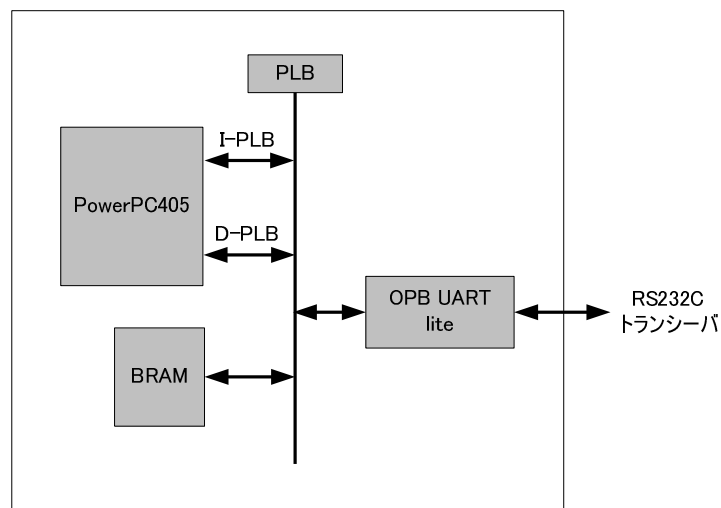 PLB
I-PLB
PowerPC405
D-PLB
OPB UART
lite
RS232C
トランシーバ
BRAM